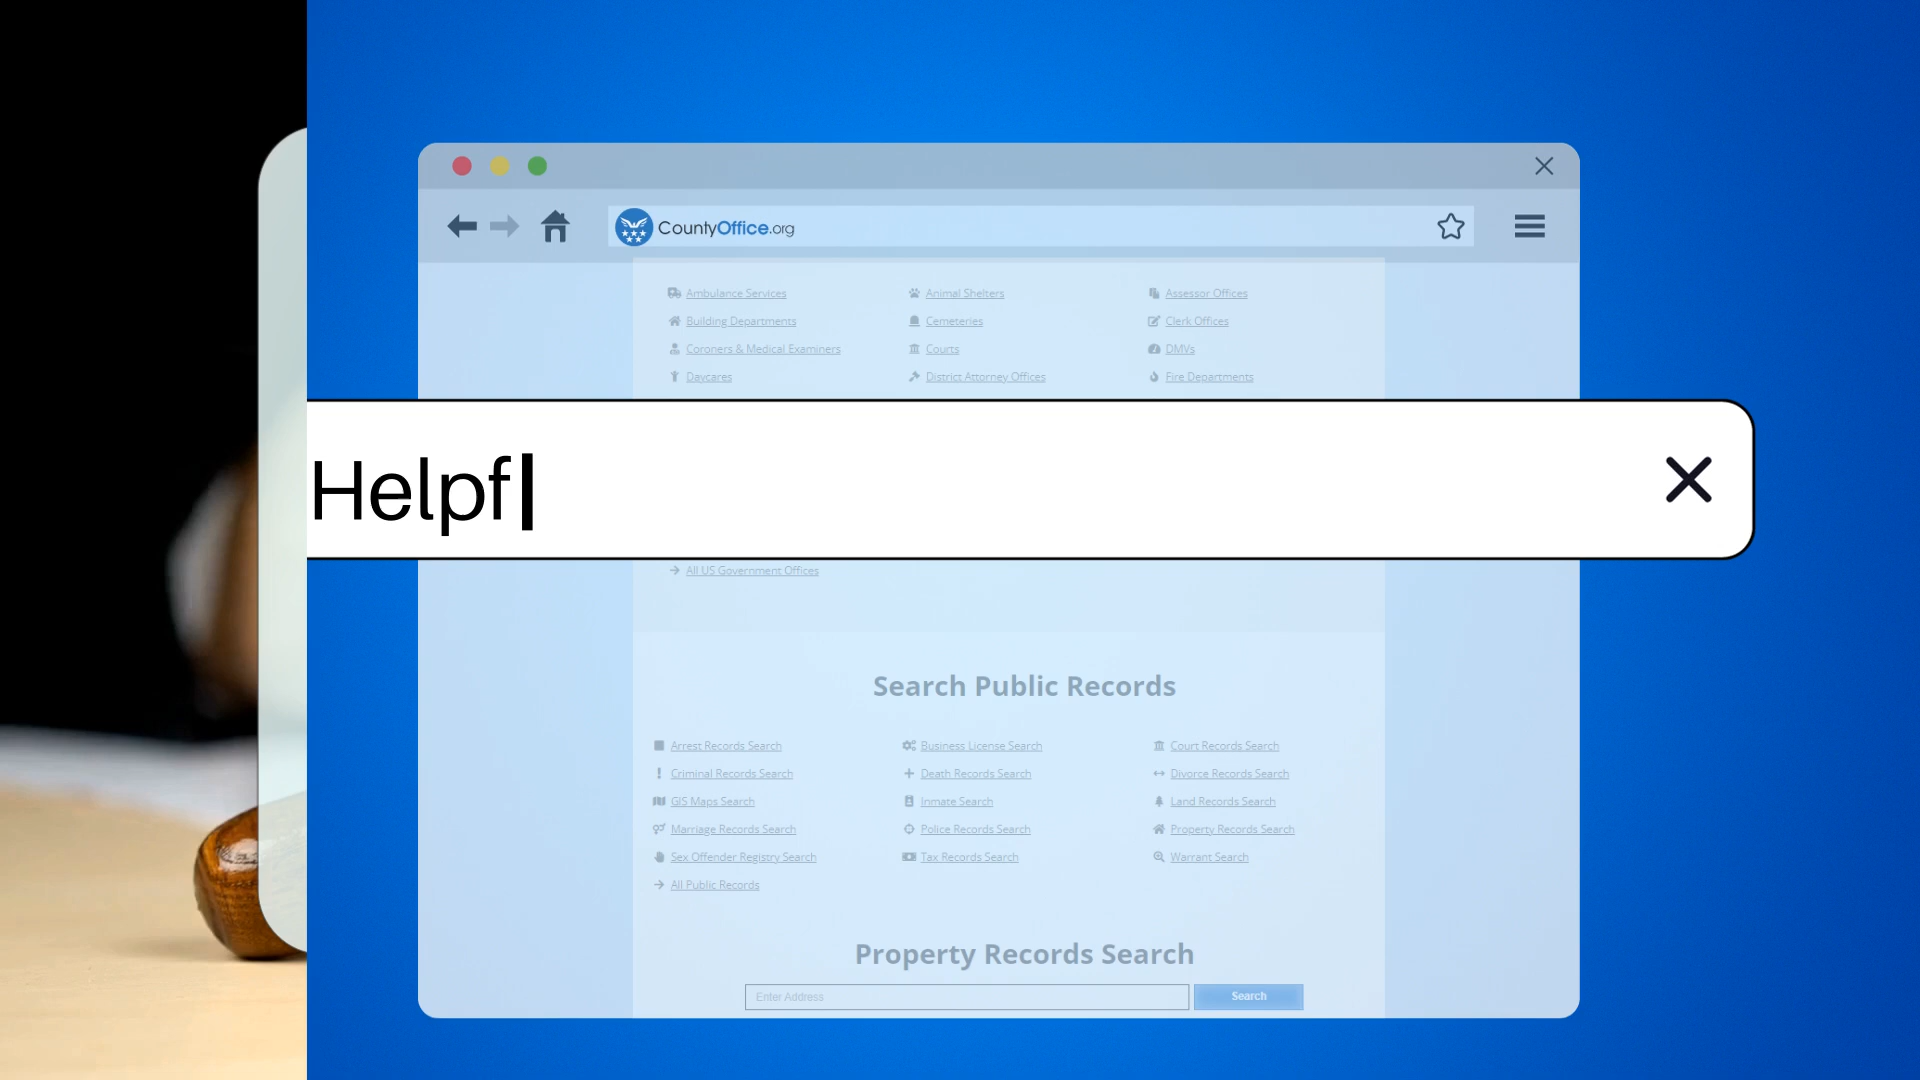 CountyOffice.org
Ambulance Services Animal Shelters Assessor Offices
Building Departments Cemeteries Clerk Offices
Coroners & Medical Examiners Courts DMVs
Daycares District Attorney Offices Fire Departments
Helpf
All US Government Offices
Search Public Records
Arrest Records Search Business License Search Court Records Search
Criminal Records Search Death Records Search Divorce Records Search
GIS Maps Search Inmate Search Land Records Search
Marriage Records Search Police Records Search Property Records Search
Sex Offender Registry Search Tax Records Search Warrant Search
All Public Records
Property Records Search
Enter Address Search